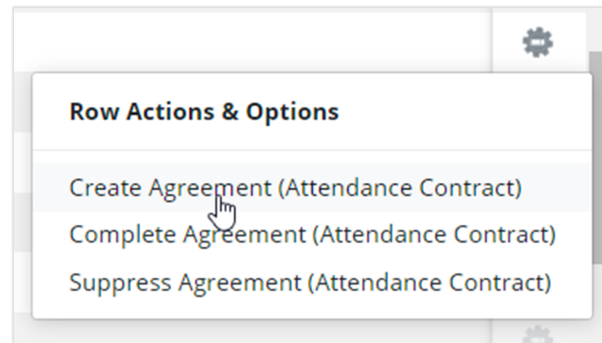 Row Actions & Options
Create Agreement (Attendance Contract)
Complete Agreement (Attendance Contract)
Suppress Agreement (Attendance Contract)